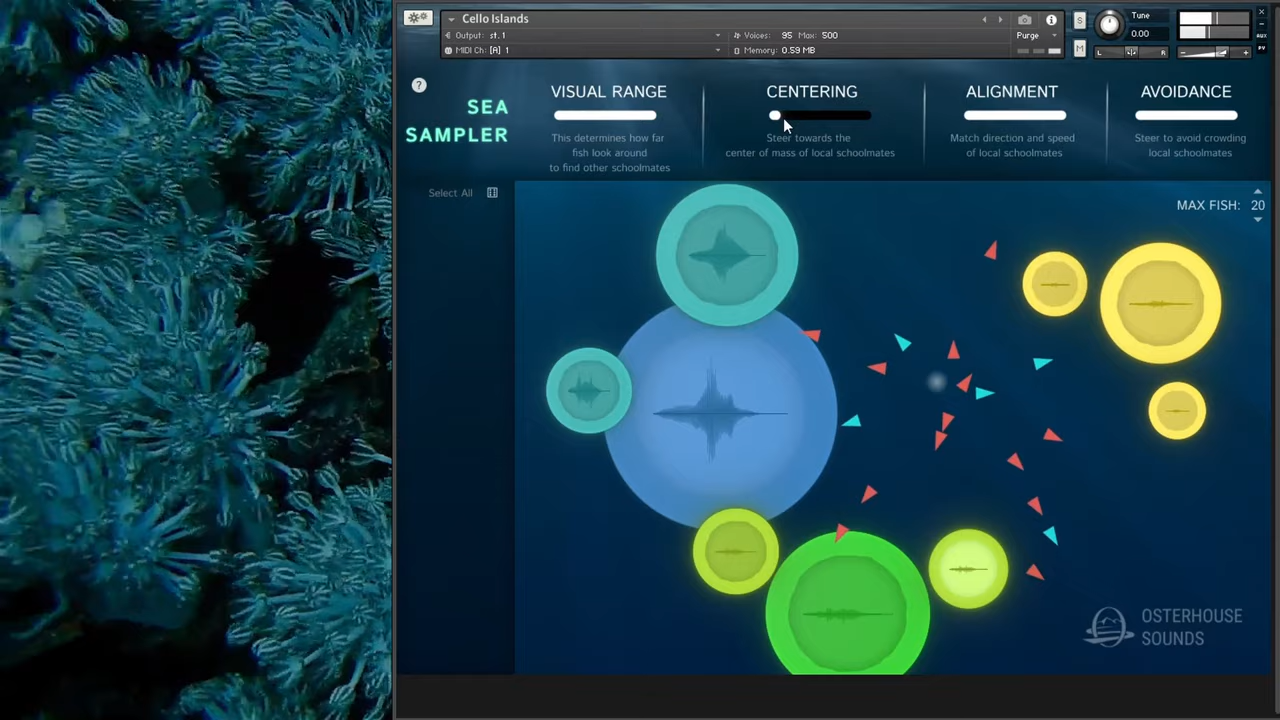 Cello Islands
Output: st.1
Voices: 95 Max: 500
Purge
MIDI Ch: [A] 1
Memory: 0.59 MB
S
M
Tune
0.00
L
R
AUX
PV
?
SEA
SAMPLER
VISUAL RANGE
This determines how far
fish look around
to find other schoolmates
CENTERING
Steer towards the
center of mass of local schoolmates
ALIGNMENT
Match direction and speed
of local schoolmates
AVOIDANCE
Steer to avoid crowding
local schoolmates
Select All
MAX FISH: 20
OSTERHOUSE
SOUNDS